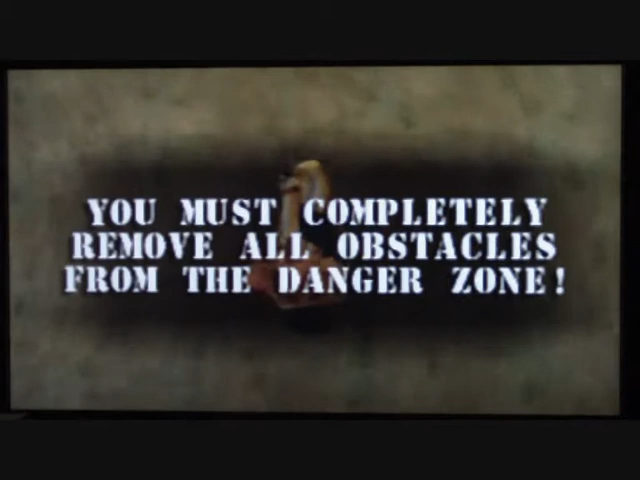 YOU MUST COMPLETELY
REMOVE ALL OBSTACLES
FROM THE DANGER ZONE!